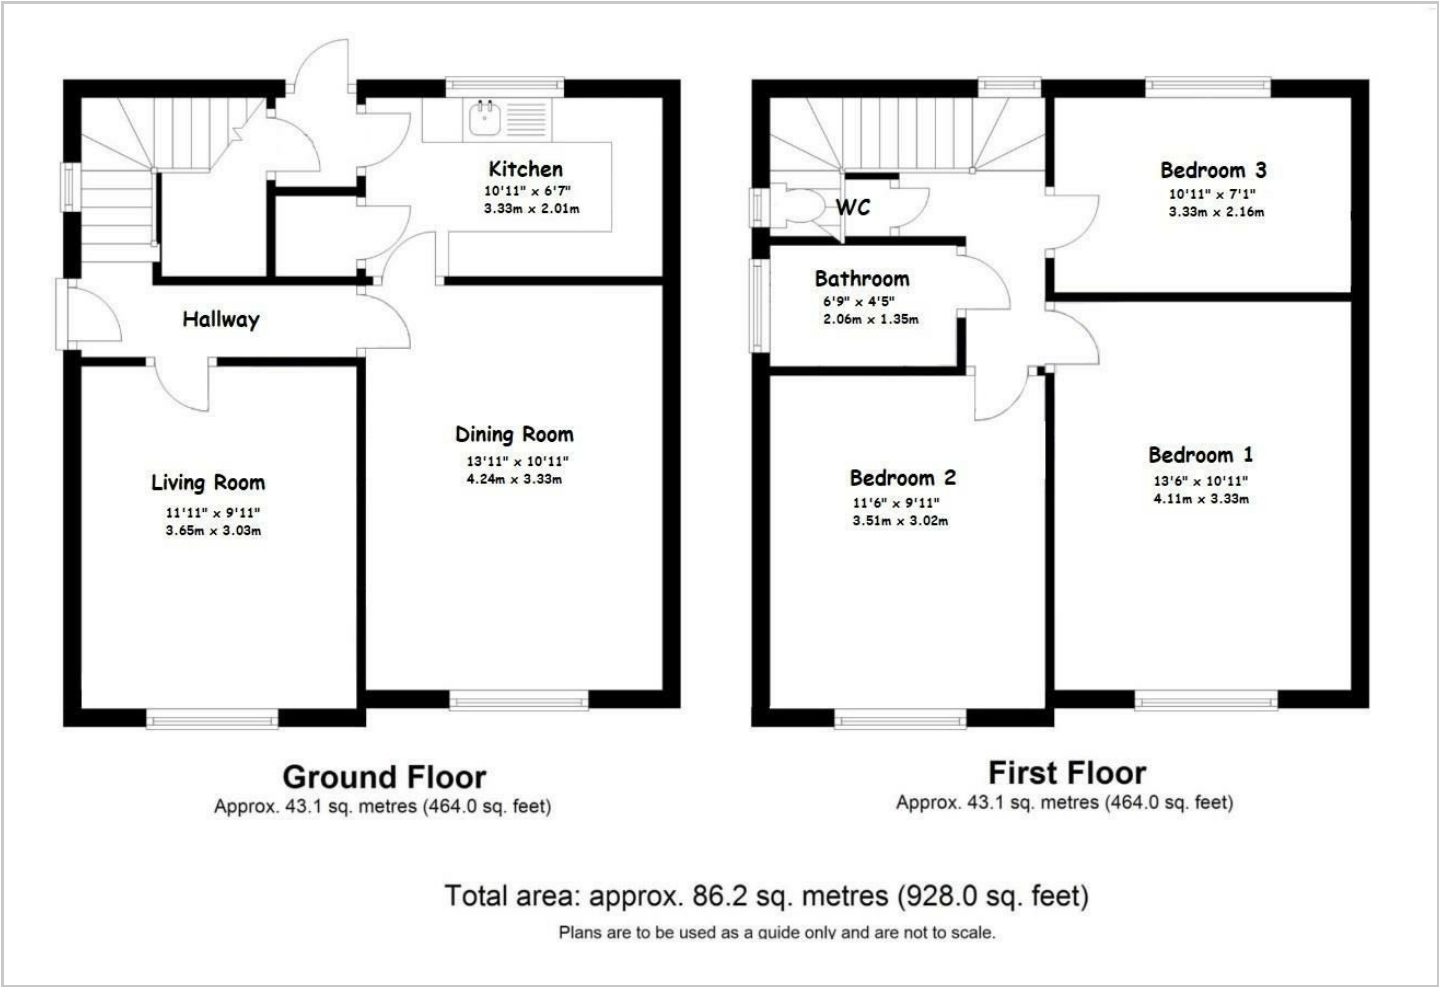 Kitchen
10'11" x 6'7"
3.33m x 2.01m
Hallway
Living Room
11'11" x 9'11"
3.65m x 3.03m
Dining Room
13'11" x 10'11"
4.24m x 3.33m
Ground Floor
Approx. 43.1 sq. metres (464.0 sq. feet)
Bedroom 3
10'11" x 7'1"
3.33m x 2.16m
WC
Bathroom
6'9" x 4'5"
2.06m x 1.35m
Bedroom 2
11'6" x 9'11"
3.51m x 3.02m
Bedroom 1
13'6" x 10'11"
4.11m x 3.33m
First Floor
Approx. 43.1 sq. metres (464.0 sq. feet)
Total area: approx. 86.2 sq. metres (928.0 sq. feet)
Plans are to be used as a guide only and are not to scale.